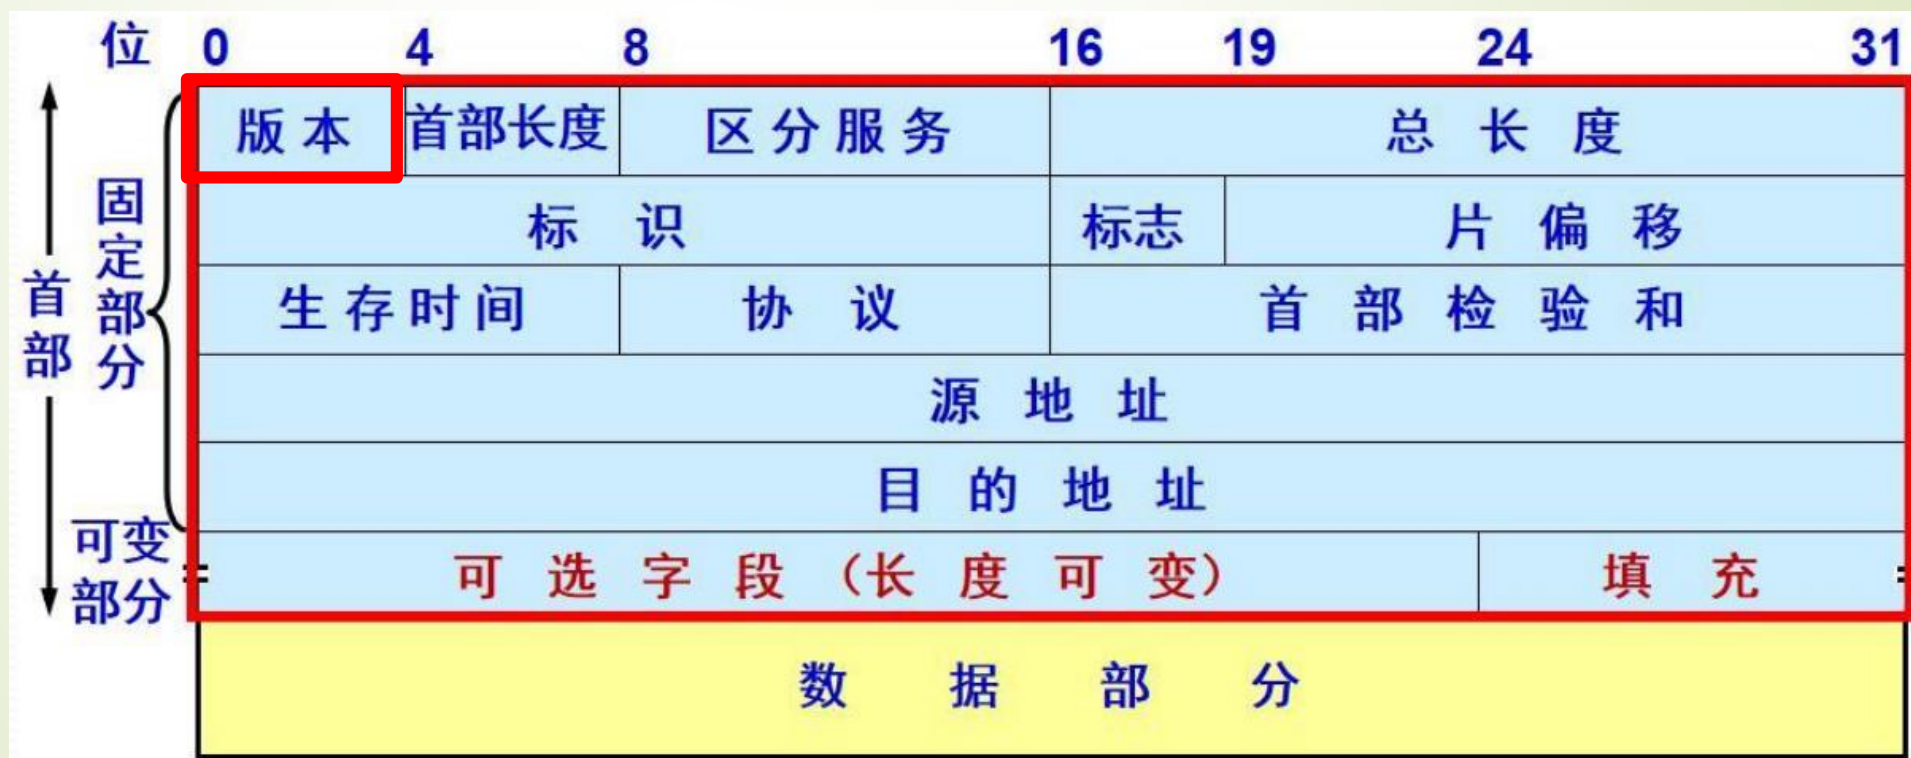 位 0 4 8 16 19 24 31
版本 首部长度 区分服务 总长度
标识 标志 片偏移
生存时间 协议 首部检验和
源地址
目的地址
可选字段（长度可变） 填充
数据部分
首部
固定部分
可变
部分